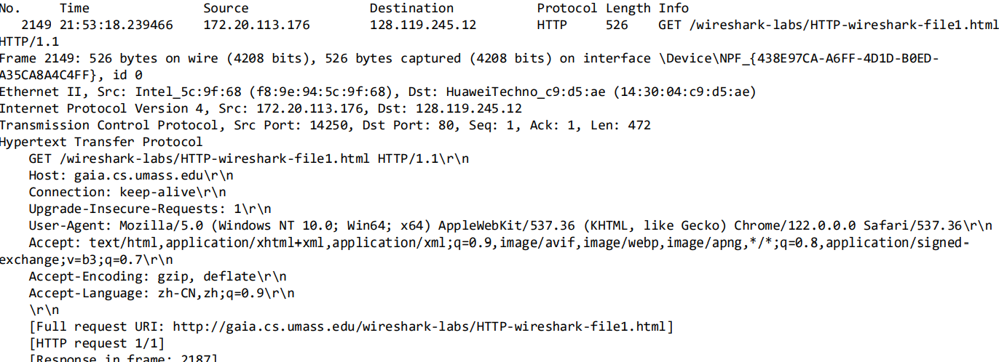 No. Time Source Destination Protocol Length Info
2149 21:53:18.239466 172.20.113.176 128.119.245.12 HTTP 526 GET /wireshark-labs/HTTP-wireshark-file1.html
HTTP/1.1
Frame 2149: 526 bytes on wire (4208 bits), 526 bytes captured (4208 bits) on interface \Device\NPF_{438E97CA-A6FF-4D1D-B0ED-
A35CA8A4C4FF}, id 0
Ethernet II, Src: Intel_5c:9f:68 (f8:9e:94:5c:9f:68), Dst: HuaweiTechno_c9:d5:ae (14:30:04:c9:d5:ae)
Internet Protocol Version 4, Src: 172.20.113.176, Dst: 128.119.245.12
Transmission Control Protocol, Src Port: 14250, Dst Port: 80, Seq: 1, Ack: 1, Len: 472
Hypertext Transfer Protocol
GET /wireshark-labs/HTTP-wireshark-file1.html HTTP/1.1\r\n
Host: gaia.cs.umass.edu\r\n
Connection: keep-alive\r\n
Upgrade-Insecure-Requests: 1\r\n
User-Agent: Mozilla/5.0 (Windows NT 10.0; Win64; x64) AppleWebKit/537.36 (KHTML, like Gecko) Chrome/122.0.0.0 Safari/537.36\r\n
Accept: text/html,application/xhtml+xml,application/xml;q=0.9,image/avif,image/webp,image/apng,*/*;q=0.8,application/signed-
exchange;v=b3;q=0.7\r\n
Accept-Encoding: gzip, deflate\r\n
Accept-Language: zh-CN,zh;q=0.9\r\n
\r\n
[Full request URI: http://gaia.cs.umass.edu/wireshark-labs/HTTP-wireshark-file1.html]
[HTTP request 1/1]
[Response in frame: 2187]